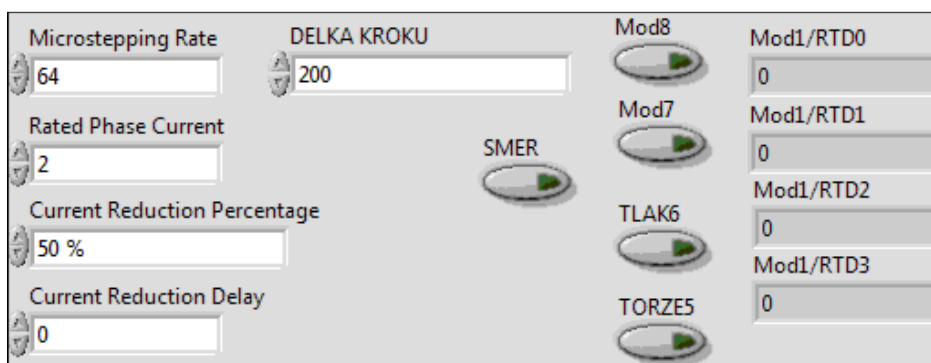 Microstepping Rate
64
Rated Phase Current
2
Current Reduction Percentage
50 %
Current Reduction Delay
0
DELKA KROKU
200
SMER
Mod8
Mod7
TLAK6
TORZE5
Mod1/RTD0
0
Mod1/RTD1
0
Mod1/RTD2
0
Mod1/RTD3
0